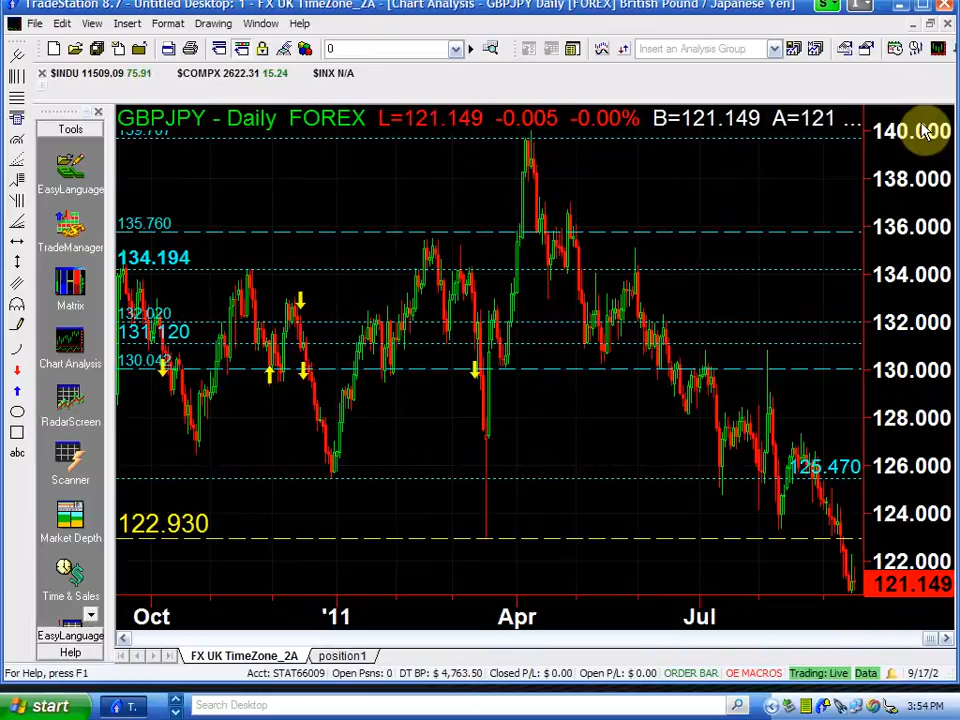 TradeStation 8.7 - Untitled Desktop: 1 - FX UK TimeZone_2A - [Chart Analysis - GBPJPY Daily [FOREX] British Pound / Japanese Yen]
File Edit View Insert Format Drawing Window Help
0
Insert an Analysis Group
$INDU 11509.09 75.91 $COMPX 2622.31 15.24 $INX N/A
Tools
EasyLanguage
TradeManager
Matrix
Chart Analysis
RadarScreen
Scanner
Market Depth
Time & Sales
EasyLanguage
Help
abc
GBPJPY - Daily FOREX L=121.149 -0.005 -0.00% B=121.149 A=121 ...
135.760
134.194
132.020
131.120
130.042
125.470
122.930
140.000
138.000
136.000
134.000
132.000
130.000
128.000
126.000
124.000
122.000
121.149
Oct '11 Apr Jul
FX UK TimeZone_2A position1
For Help, press F1
Acct: STAT66009 Open Psns: 0 DT BP: $ 4,763.50 Closed P/L: $ 0.00 Open P/L: $ 0.00 ORDER BAR OE MACROS Trading: Live Data 9/17/2
start T. Search Desktop 3:54 PM